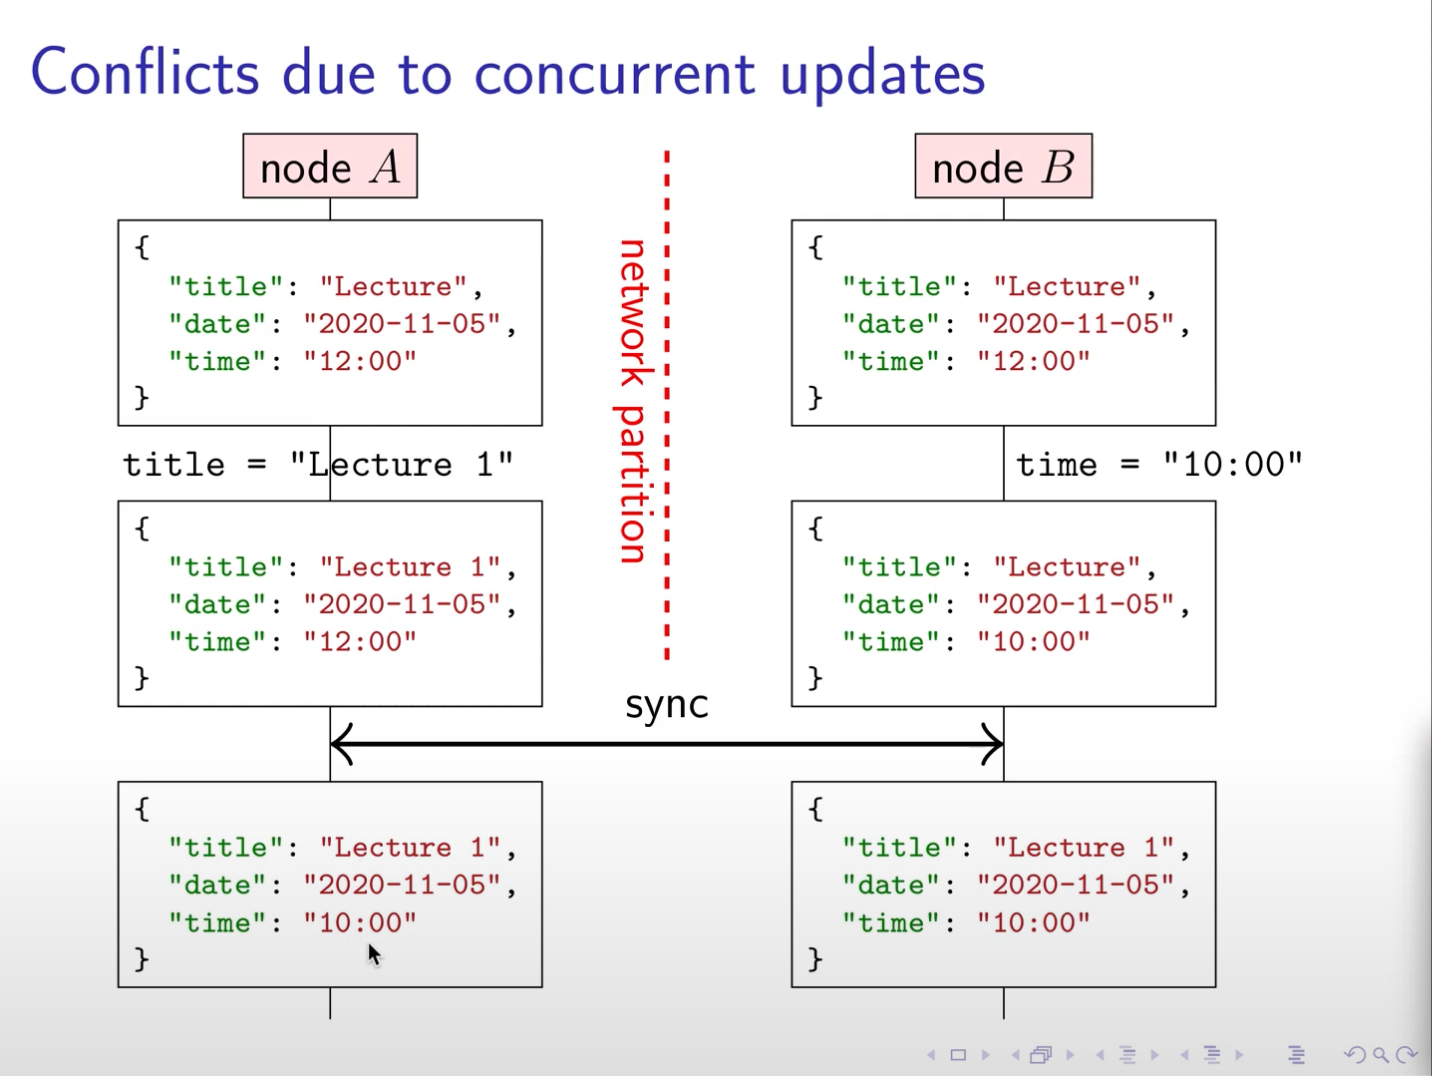 Conflicts due to concurrent updates
node A
{
"title": "Lecture",
"date": "2020-11-05",
"time": "12:00"
}
title = "Lecture 1"
{
"title": "Lecture 1",
"date": "2020-11-05",
"time": "12:00"
}
network partition
node B
{
"title": "Lecture",
"date": "2020-11-05",
"time": "12:00"
}
time = "10:00"
{
"title": "Lecture",
"date": "2020-11-05",
"time": "10:00"
}
sync
{
"title": "Lecture 1",
"date": "2020-11-05",
"time": "10:00"
}
{
"title": "Lecture 1",
"date": "2020-11-05",
"time": "10:00"
}